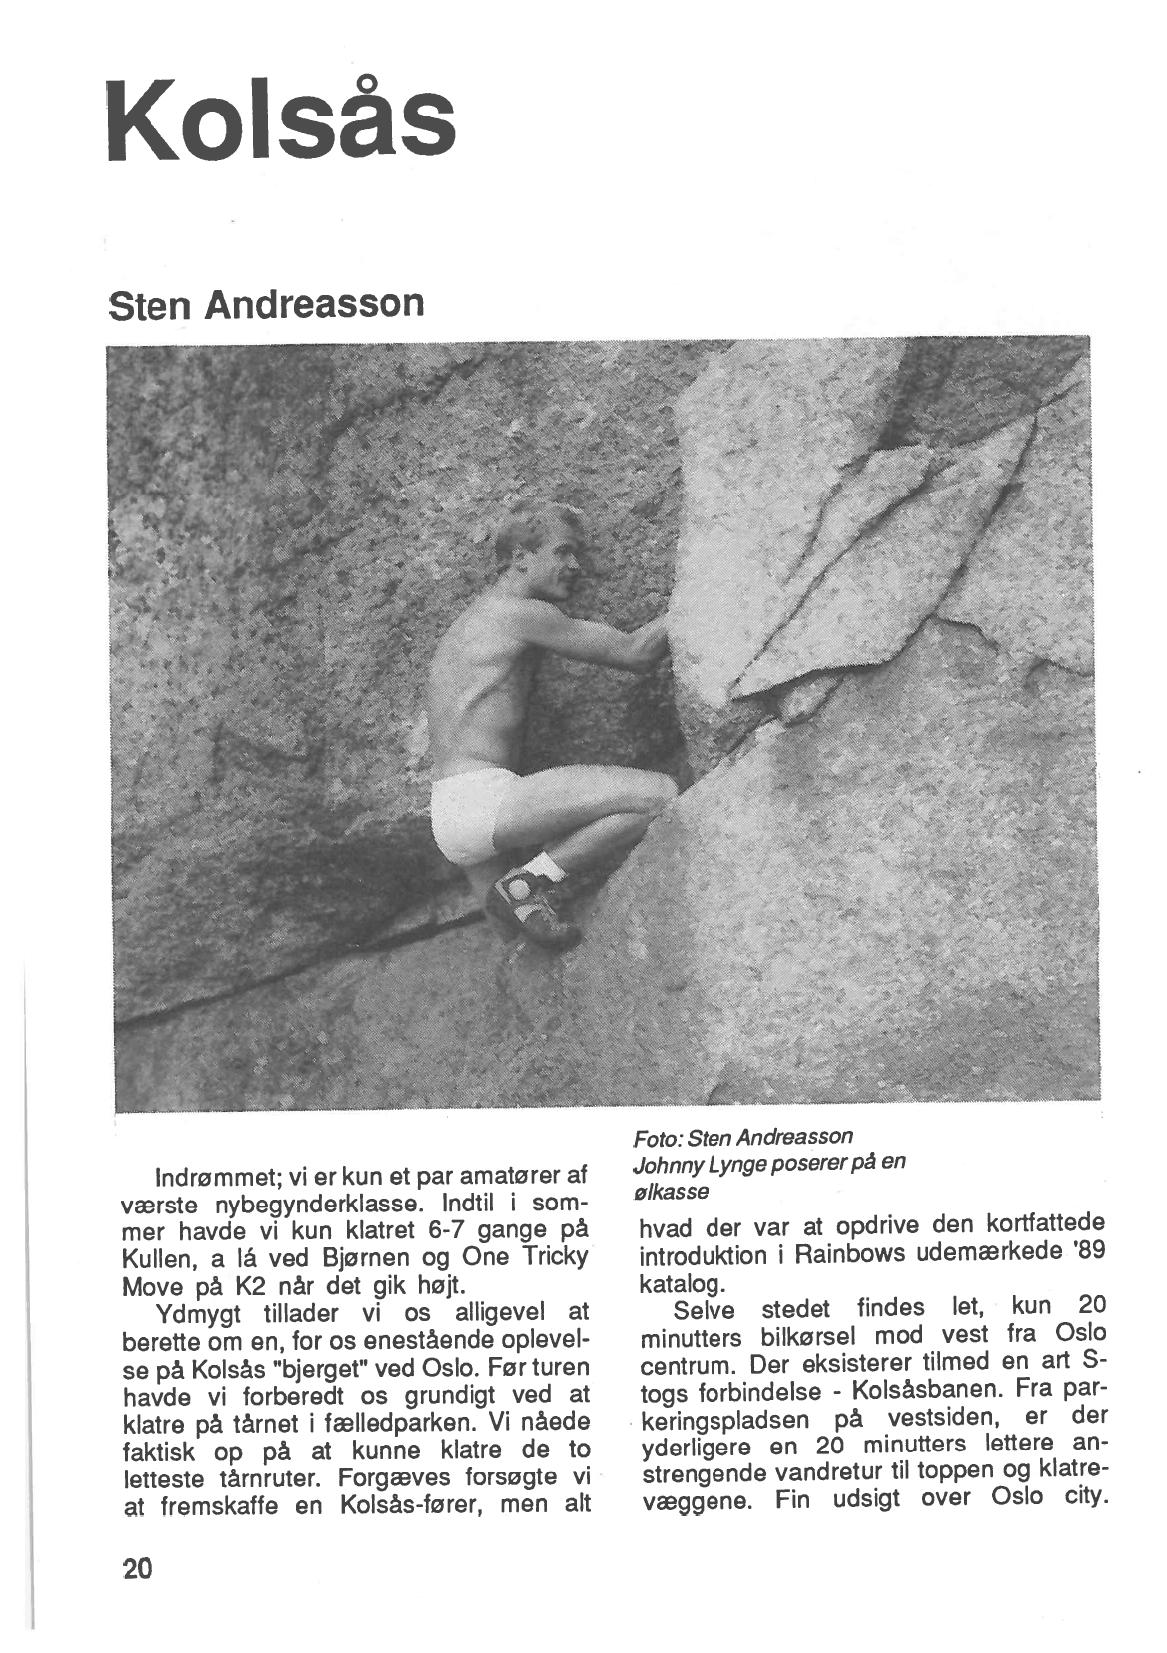 Kolsås
Sten Andreasson
Indrømmet; vi er kun et par amatører af
værste nybegynderklasse. Indtil i som-
mer havde vi kun klatret 6-7 gange på
Kullen, a lá ved Bjørnen og One Tricky
Move på K2 når det gik højt.
Ydmygt tillader vi os alligevel at
berette om en, for os enestående oplevel-
se på Kolsås "bjerget" ved Oslo. Før turen
havde vi forberedt os grundigt ved at
klatre på tårnet i fælledparken. Vi nåede
faktisk op på at kunne klatre de to
letteste tårnruter. Forgæves forsøgte vi
at fremskaffe en Kolsås-fører, men alt
Foto: Sten Andreasson
Johnny Lynge poserer på en
ølkasse
hvad der var at opdrive den kortfattede
introduktion i Rainbows udemærkede '89
katalog.
Selve stedet findes let, kun 20
minutters bilkørsel mod vest fra Oslo
centrum. Der eksisterer tilmed en art S-
togs forbindelse - Kolsåsbanen. Fra par-
keringspladsen på vestsiden, er der
yderligere en 20 minutters lettere an-
strengende vandretur til toppen og klatre-
væggene. Fin udsigt over Oslo city.
20